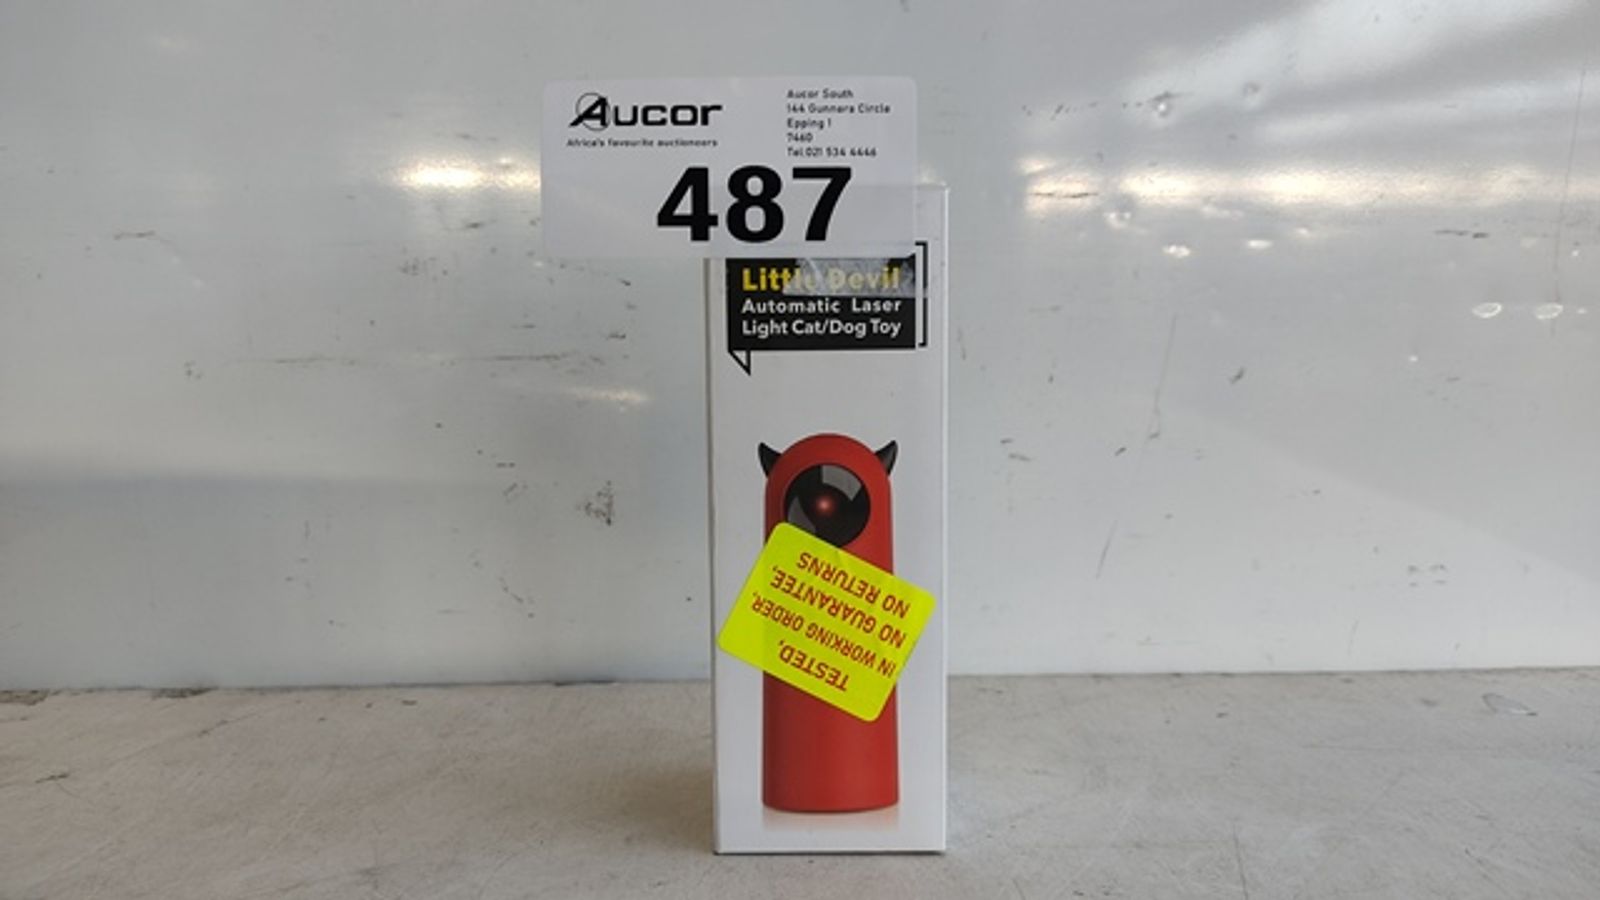 Aucor
Africa's favourite auctioneers
Aucor South
144 Gunners Circle
Epping 1
7460
Tel.021 534 4446
487
Little Devil
Automatic Laser
Light Cat/Dog Toy
TESTED,
IN WORKING ORDER,
NO GUARANTEE,
NO RETURNS